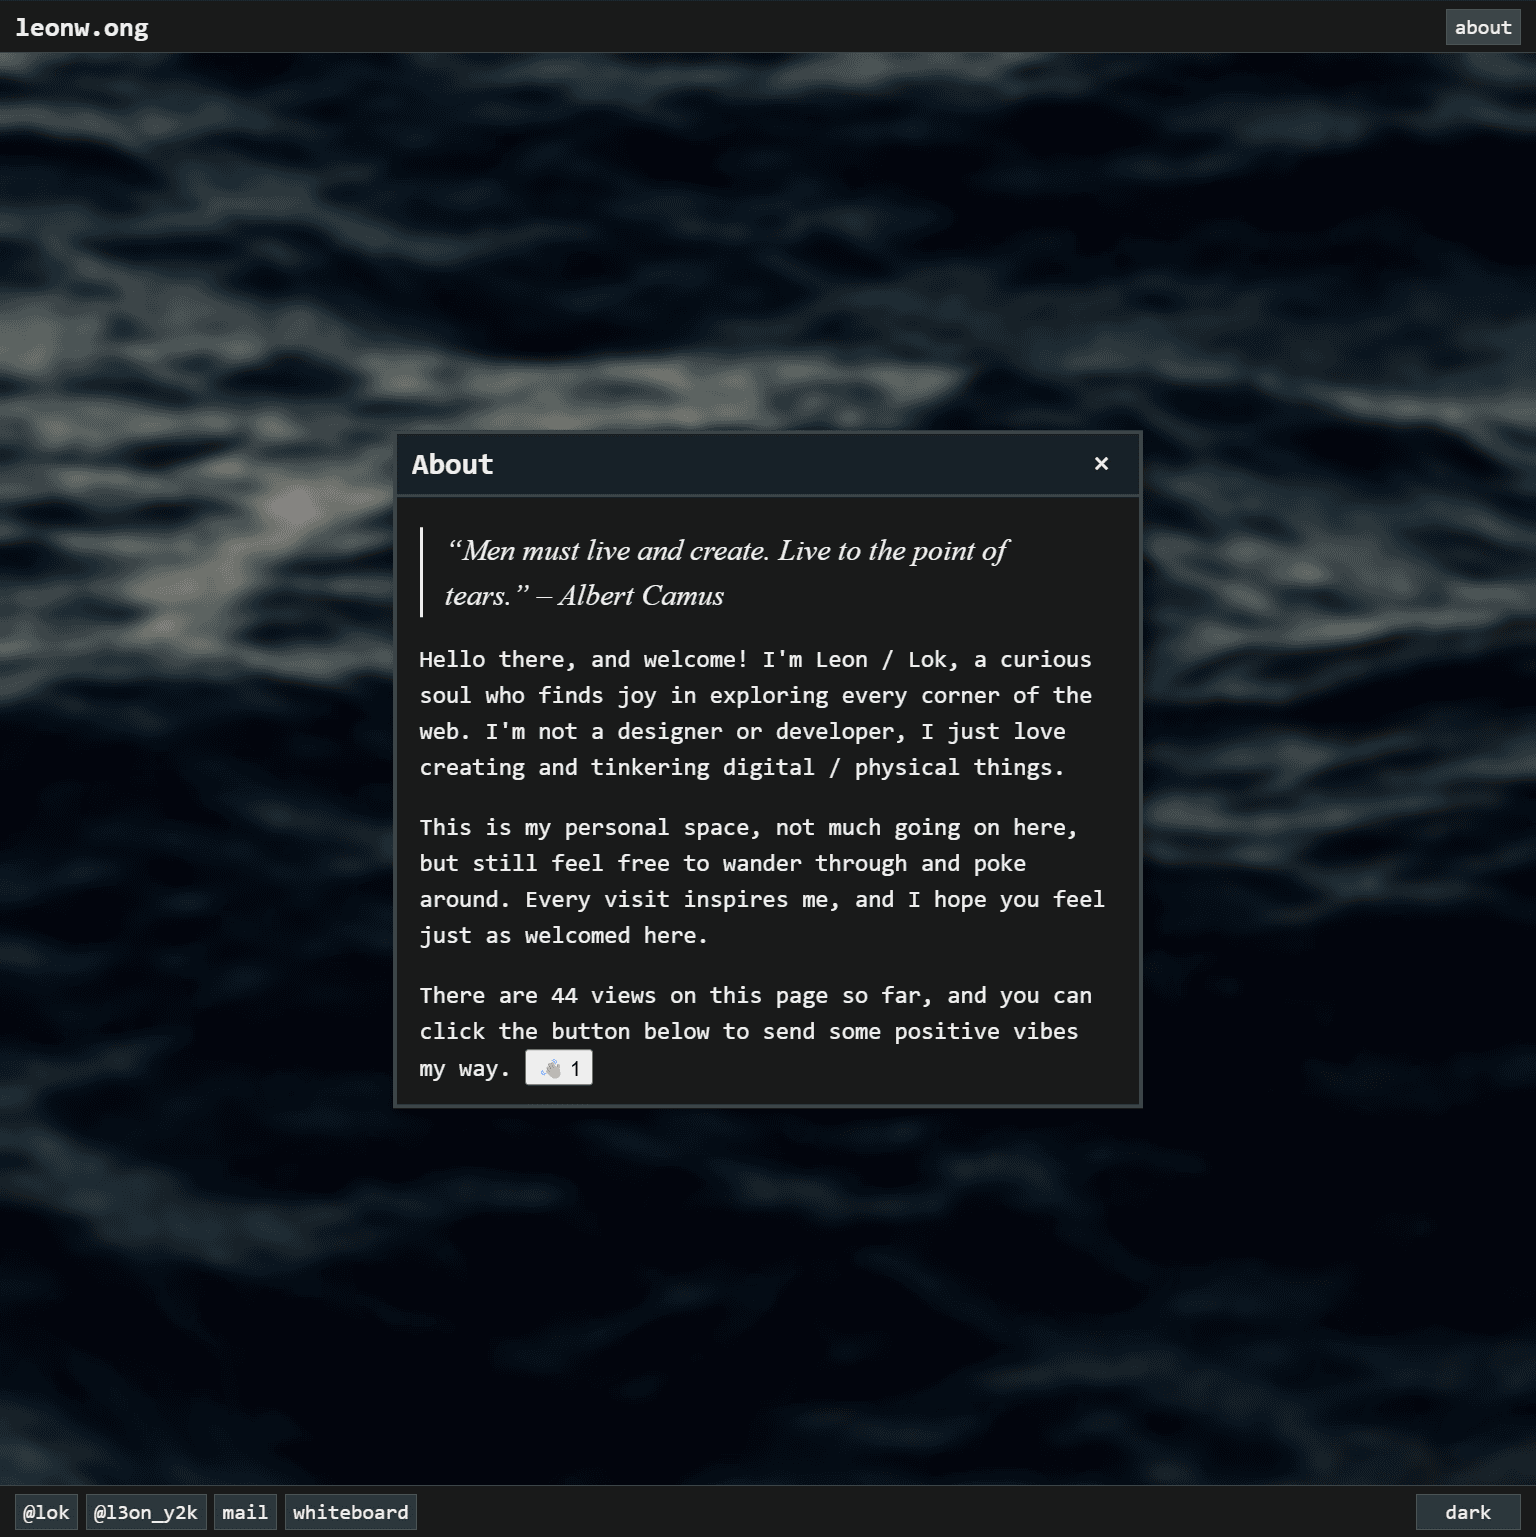 leonw.ong
about
About
×
“Men must live and create. Live to the point of
tears.” – Albert Camus
Hello there, and welcome! I'm Leon / Lok, a curious
soul who finds joy in exploring every corner of the
web. I'm not a designer or developer, I just love
creating and tinkering digital / physical things.
This is my personal space, not much going on here,
but still feel free to wander through and poke
around. Every visit inspires me, and I hope you feel
just as welcomed here.
There are 44 views on this page so far, and you can
click the button below to send some positive vibes
my way. 👏 1
@lok
@l3on_y2k
mail
whiteboard
dark